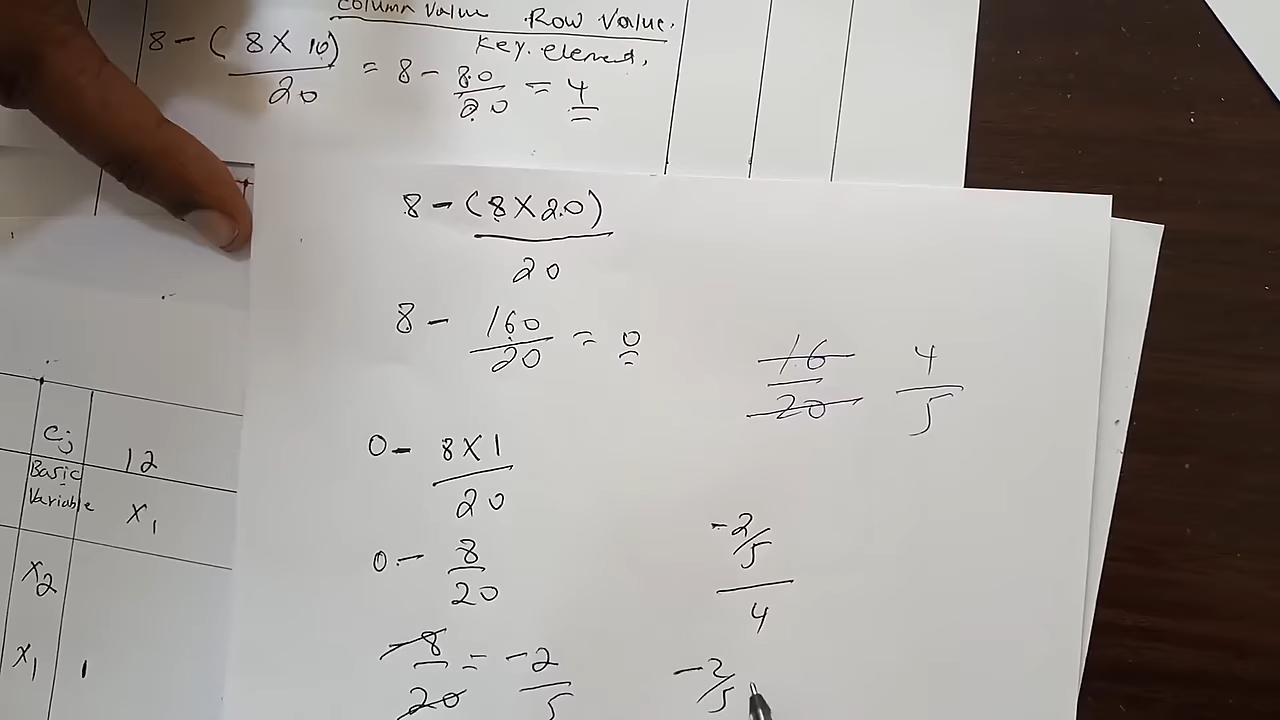 Column Value Row Value.
Key. element.
8 - (8 X 10)
20
= 8 - 80
20
= 4
8 - (8 X 20)
20
8 - 160
20
= 0
16
20
4
5
0 - 8 X 1
20
0 - 8
20
-8
20
= -2
5
-2/5
4
-2/5
Cj 12
Basic
Variable X1
X2
X1 1